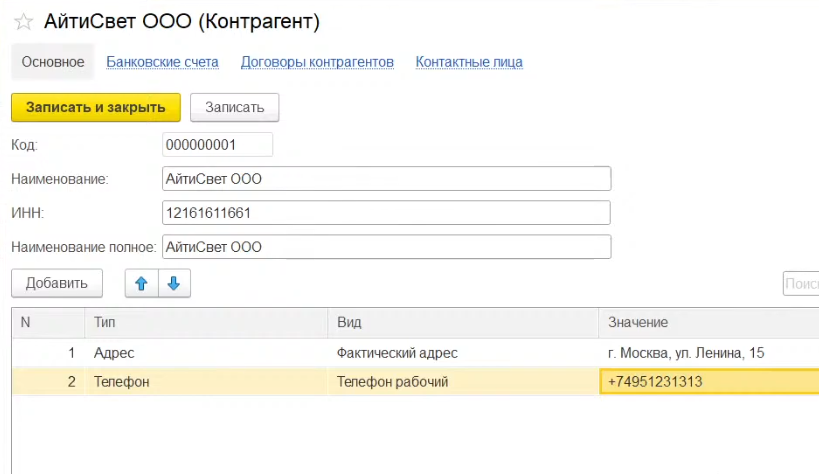 АйтиСвет ООО (Контрагент)
Основное Банковские счета Договоры контрагентов Контактные лица
Записать и закрыть Записать
Код: 000000001
Наименование: АйтиСвет ООО
ИНН: 12161611661
Наименование полное: АйтиСвет ООО
Добавить Поиск
N Тип Вид Значение
1 Адрес Фактический адрес г. Москва, ул. Ленина, 15
2 Телефон Телефон рабочий +74951231313